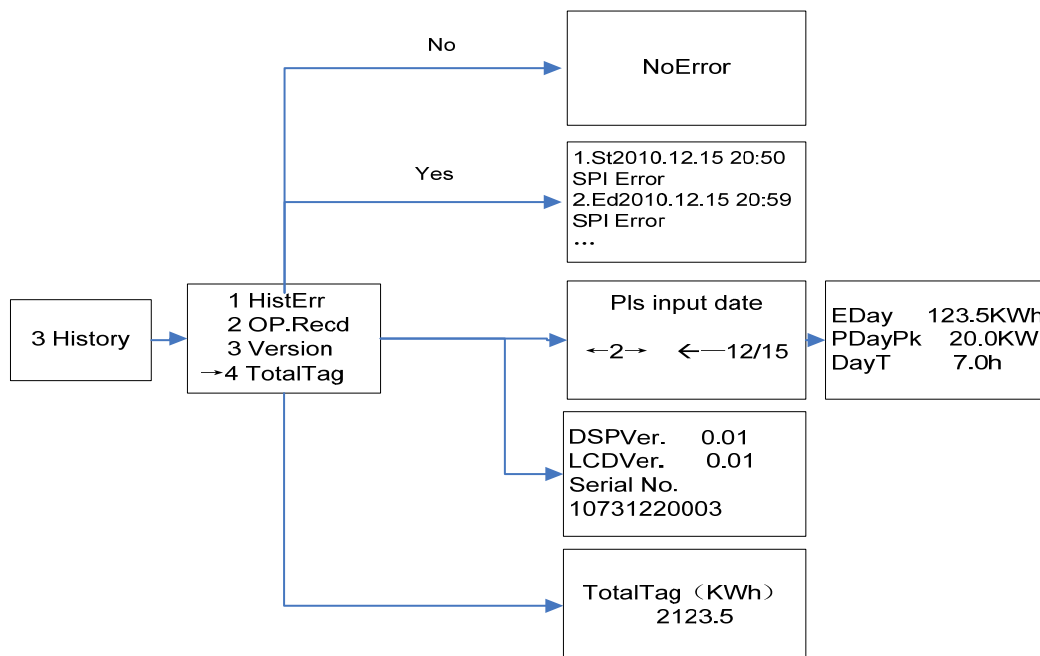 No
NoError
Yes
1.St2010.12.15 20:50
SPI Error
2.Ed2010.12.15 20:59
SPI Error
...
3 History
1 HistErr
2 OP.Recd
3 Version
→4 TotalTag
Pls input date
←2→ ←—12/15
EDay 123.5KWh
PDayPk 20.0KW
DayT 7.0h
DSPVer. 0.01
LCDVer. 0.01
Serial No.
10731220003
TotalTag（KWh）
2123.5